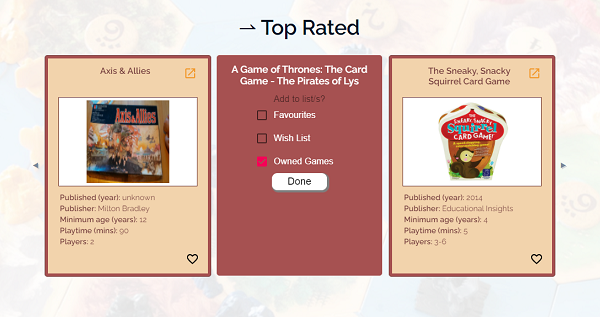 ⇀ Top Rated
Axis & Allies
Axis & Allies
Published (year): unknown
Publisher: Milton Bradley
Minimum age (years): 12
Playtime (mins): 90
Players: 2
A Game of Thrones: The Card
Game - The Pirates of Lys
Add to list/s?
Favourites
Wish List
Owned Games
Done
The Sneaky, Snacky
Squirrel Card Game
THE
SNEAKY, SNACKY
Squirrel
CARD GAME!
Published (year): 2014
Publisher: Educational Insights
Minimum age (years): 4
Playtime (mins): 5
Players: 3-6